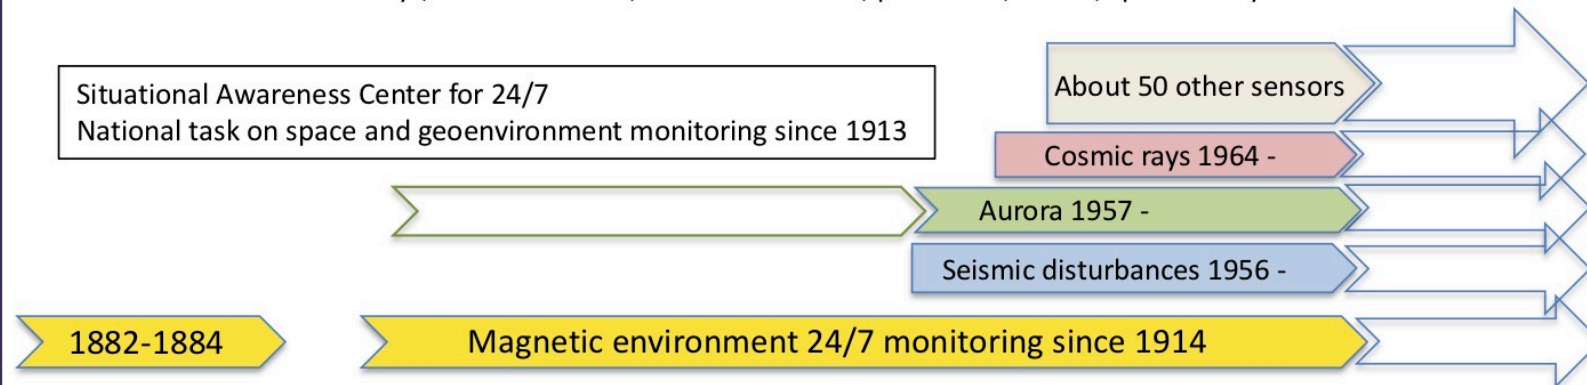 Situational Awareness Center for 24/7
National task on space and geoenvironment monitoring since 1913
About 50 other sensors
Cosmic rays 1964 -
Aurora 1957 -
Seismic disturbances 1956 -
1882-1884
Magnetic environment 24/7 monitoring since 1914